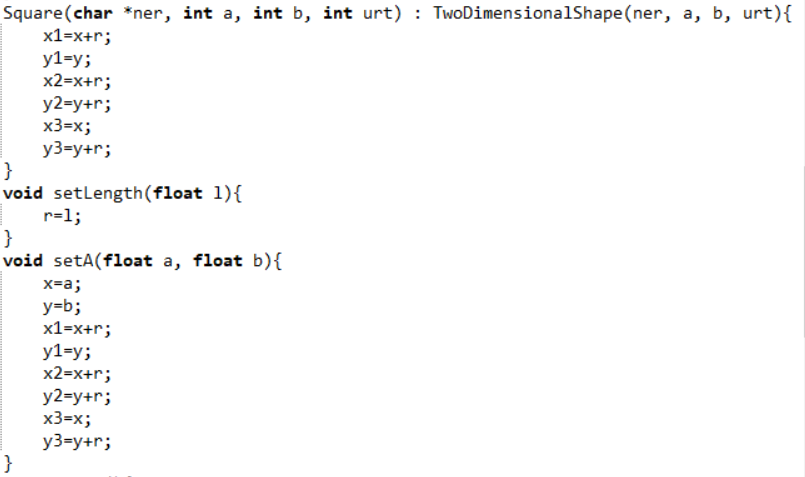 Square(char *ner, int a, int b, int urt) : TwoDimensionalShape(ner, a, b, urt){
x1=x+r;
y1=y;
x2=x+r;
y2=y+r;
x3=x;
y3=y+r;
}
void setLength(float l){
r=l;
}
void setA(float a, float b){
x=a;
y=b;
x1=x+r;
y1=y;
x2=x+r;
y2=y+r;
x3=x;
y3=y+r;
}